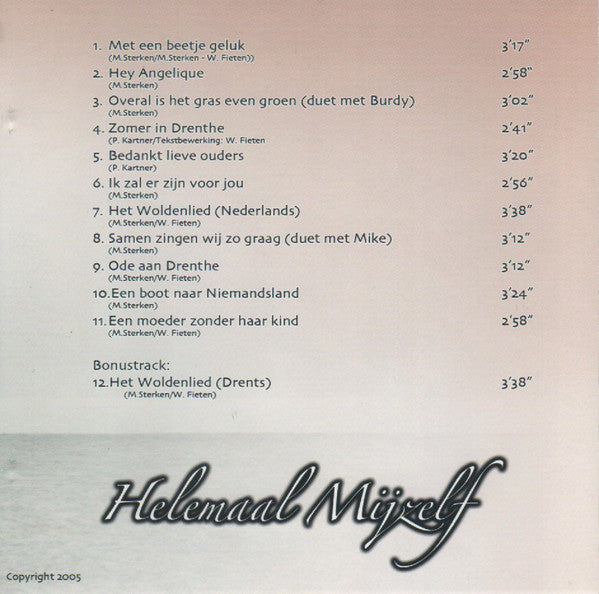 1. Met een beetje geluk 3'17"
(M.Sterken/M.Sterken - W. Fieten))
2. Hey Angelique 2'58"
(M.Sterken)
3. Overal is het gras even groen (duet met Burdy) 3'02"
(M.Sterken)
4. Zomer in Drenthe 2'41"
(P. Kartner/Tekstbewerking: W. Fieten
5. Bedankt lieve ouders 3'20"
(P. Kartner)
6. Ik zal er zijn voor jou 2'56"
(M.Sterken)
7. Het Woldenlied (Nederlands) 3'38"
(M.Sterken/W. Fieten)
8. Samen zingen wij zo graag (duet met Mike) 3'12"
(M.Sterken)
9. Ode aan Drenthe 3'12"
(M.Sterken/W. Fieten)
10.Een boot naar Niemandsland 3'24"
(M.Sterken)
11.Een moeder zonder haar kind 2'58"
(M.Sterken/W. Fieten)
Bonustrack:
12.Het Woldenlied (Drents) 3'38"
(M.Sterken/W. Fieten)
Helemaal Mijzelf
Copyright 2005